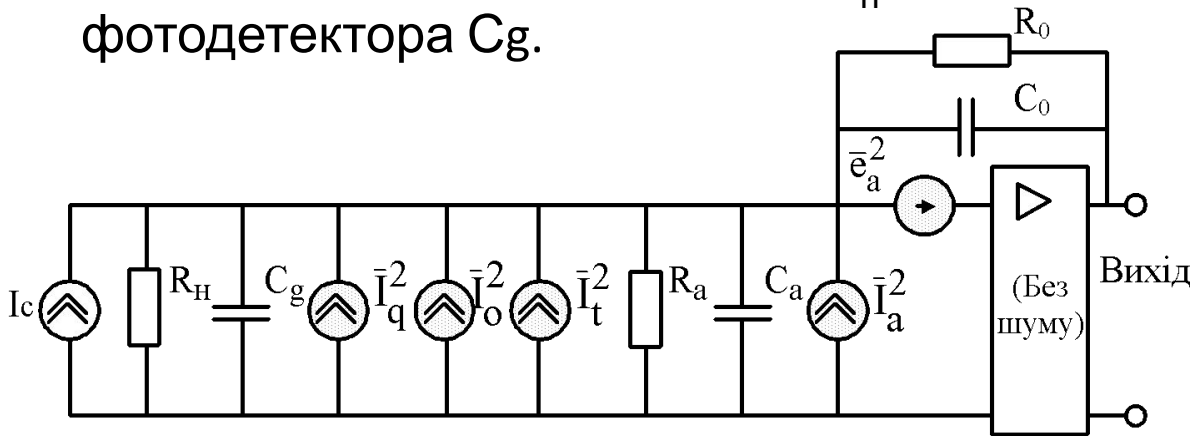 фотодетектора Cg.
R₀
C₀
ē²ₐ
Ic
Rн
Cg
Ī²q
Ī²o
Ī²t
Ra
Ca
Ī²a
(Без
шуму)
Вихід